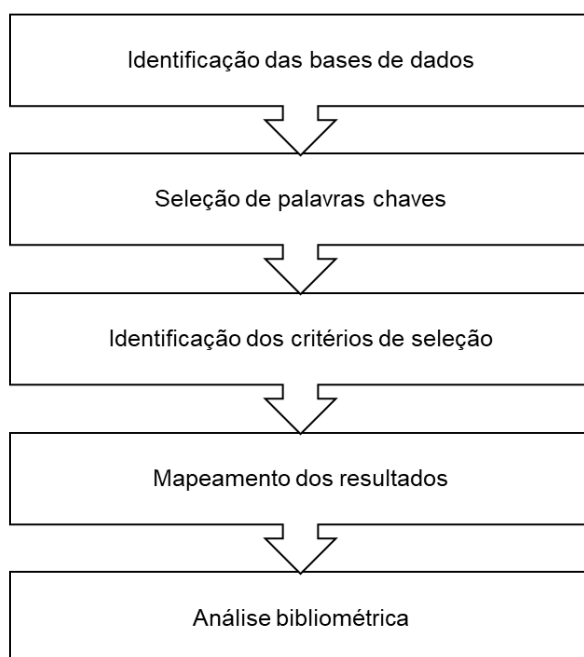 Identificação das bases de dados
Seleção de palavras chaves
Identificação dos critérios de seleção
Mapeamento dos resultados
Análise bibliométrica